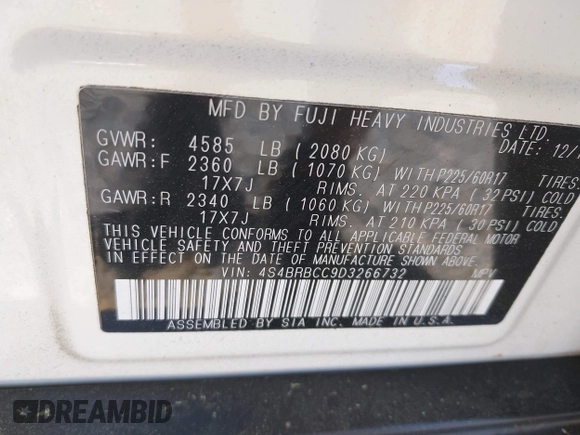 MFD BY FUJI HEAVY INDUSTRIES LTD.
GVWR: 4585 LB (2080 KG) DATE: 12/
GAWR:F 2360 LB (1070 KG) WITH P225/60R17 TIRES.
17X7J RIMS. AT 220 KPA (32 PSI) COLD
GAWR:R 2340 LB (1060 KG) WITH P225/60R17 TIRES.
17X7J RIMS. AT 210 KPA (30 PSI) COLD
THIS VEHICLE CONFORMS TO ALL APPLICABLE FEDERAL MOTOR
VEHICLE SAFETY AND THEFT PREVENTION STANDARDS
IN EFFECT ON THE DATE OF MANUFACTURE SHOWN ABOVE.
VIN: 4S4BRBCC9D3266732 MPV
ASSEMBLED BY SIA INC. MADE IN U.S.A.
DREAMBID